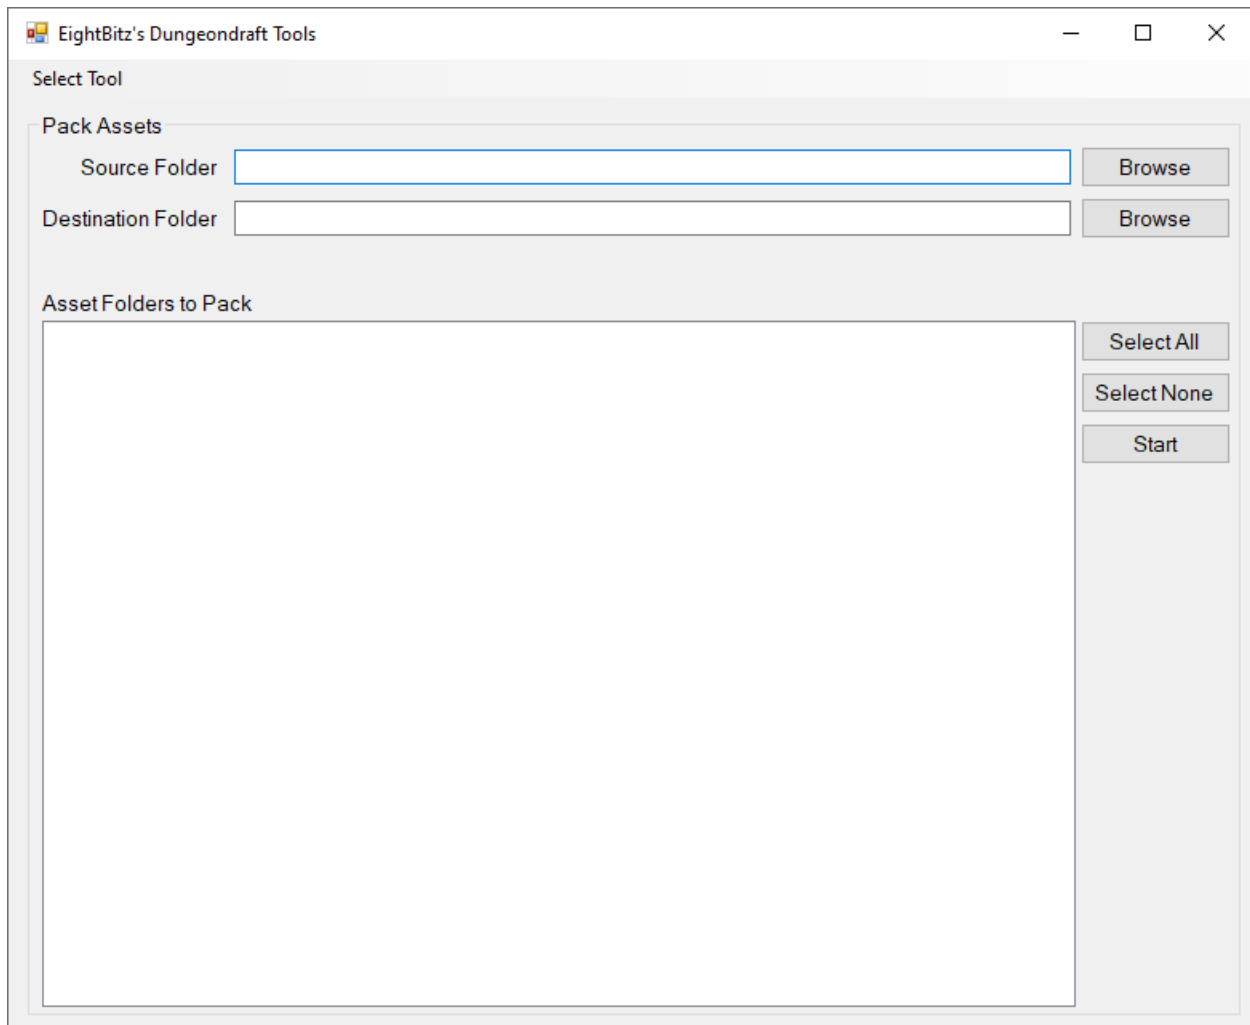 EightBitz's Dungeondraft Tools
Select Tool
Pack Assets
Source Folder
Browse
Destination Folder
Browse
Asset Folders to Pack
Select All
Select None
Start